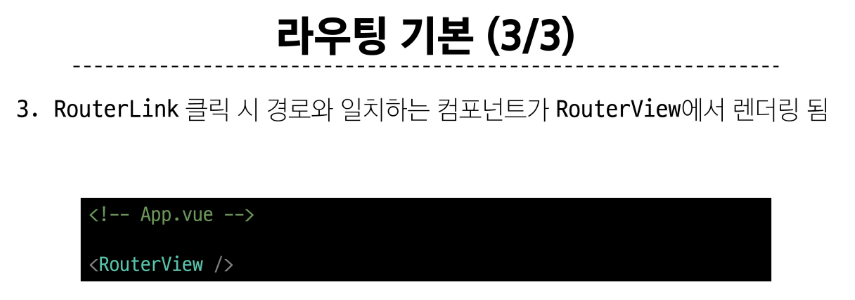 라우팅 기본 (3/3)
3. RouterLink 클릭 시 경로와 일치하는 컴포넌트가 RouterView에서 렌더링 됨
<!-- App.vue -->
<RouterView />